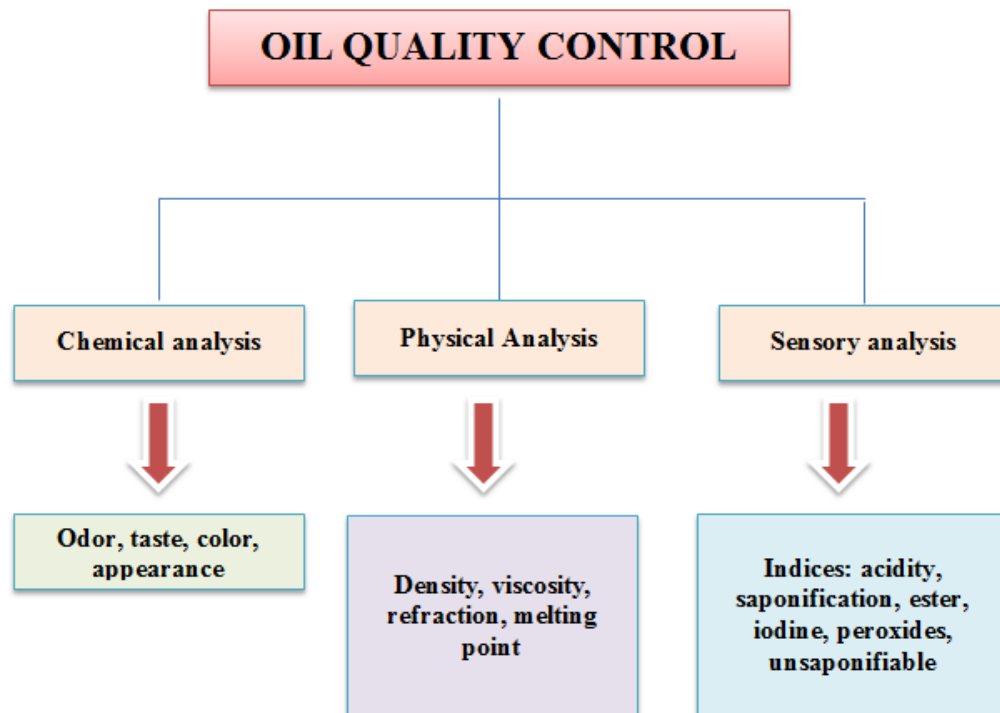 OIL QUALITY CONTROL
Chemical analysis
Physical Analysis
Sensory analysis
Odor, taste, color,
appearance
Density, viscosity,
refraction, melting
point
Indices: acidity,
saponification, ester,
iodine, peroxides,
unsaponifiable